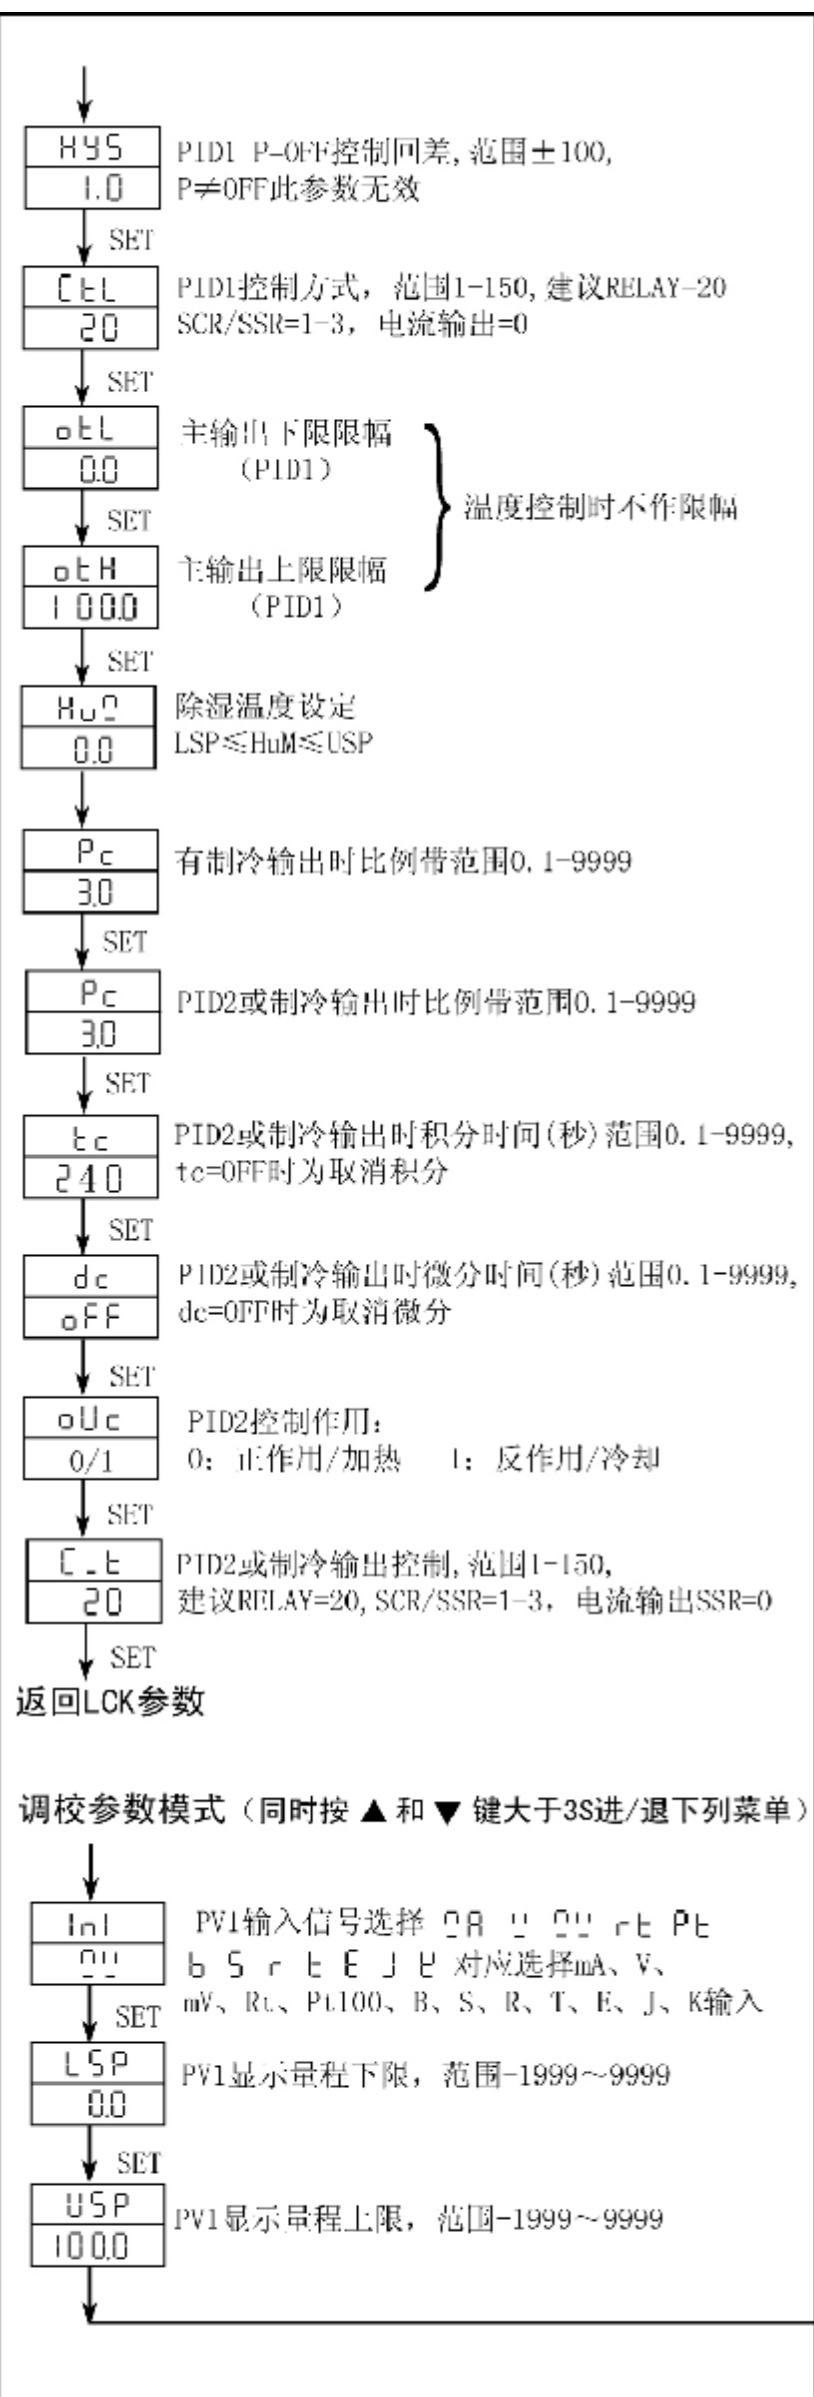 HYS
1.0
PID1 P-OFF控制回差,范围±100,
P≠OFF此参数无效
SET
CtL
20
PID1控制方式，范围1-150,建议RELAY-20
SCR/SSR=1-3，电流输出=0
SET
otL
0.0
主输出下限限幅
（PID1）
温度控制时不作限幅
SET
otH
100.0
主输出上限限幅
（PID1）
SET
HuM
0.0
除湿温度设定
LSP≤HuM≤USP
Pc
3.0
有制冷输出时比例带范围0.1-9999
SET
Pc
3.0
PID2或制冷输出时比例带范围0.1-9999
SET
tc
240
PID2或制冷输出时积分时间(秒)范围0.1-9999,
tc=OFF时为取消积分
SET
dc
oFF
PID2或制冷输出时微分时间(秒)范围0.1-9999,
dc=OFF时为取消微分
SET
oUc
0/1
PID2控制作用：
0：正作用/加热 1：反作用/冷却
SET
C_t
20
PID2或制冷输出控制,范围1-150,
建议RELAY=20,SCR/SSR=1-3，电流输出SSR=0
SET
返回LCK参数
调校参数模式（同时按▲和▼键大于3S进/退下列菜单）
In1
MV
PV1输入信号选择 MA V MV rt Pt
b S r t E J K 对应选择mA、V、
mV、Rt、Pt100、B、S、R、T、E、J、K输入
SET
LSP
0.0
PV1显示量程下限，范围-1999～9999
SET
USP
100.0
PV1显示量程上限，范围-1999～9999